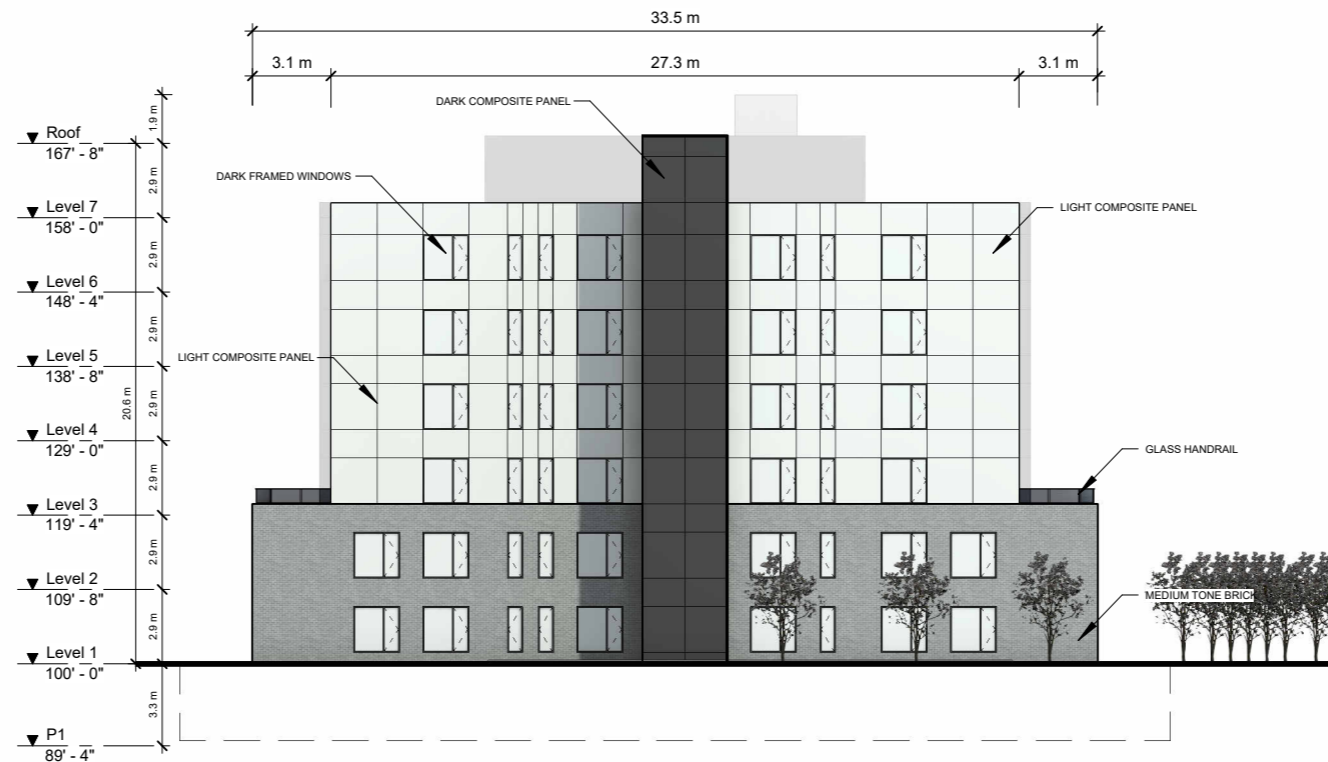 33.5 m
3.1 m
27.3 m
3.1 m
DARK COMPOSITE PANEL
1.9 m
Roof
167' - 8"
2.9 m
DARK FRAMED WINDOWS
Level 7
158' - 0"
LIGHT COMPOSITE PANEL
2.9 m
Level 6
148' - 4"
2.9 m
LIGHT COMPOSITE PANEL
Level 5
138' - 8"
20.6 m
2.9 m
Level 4
129' - 0"
GLASS HANDRAIL
2.9 m
Level 3
119' - 4"
2.9 m
Level 2
109' - 8"
MEDIUM TONE BRICK
2.9 m
Level 1
100' - 0"
3.3 m
P1
89' - 4"